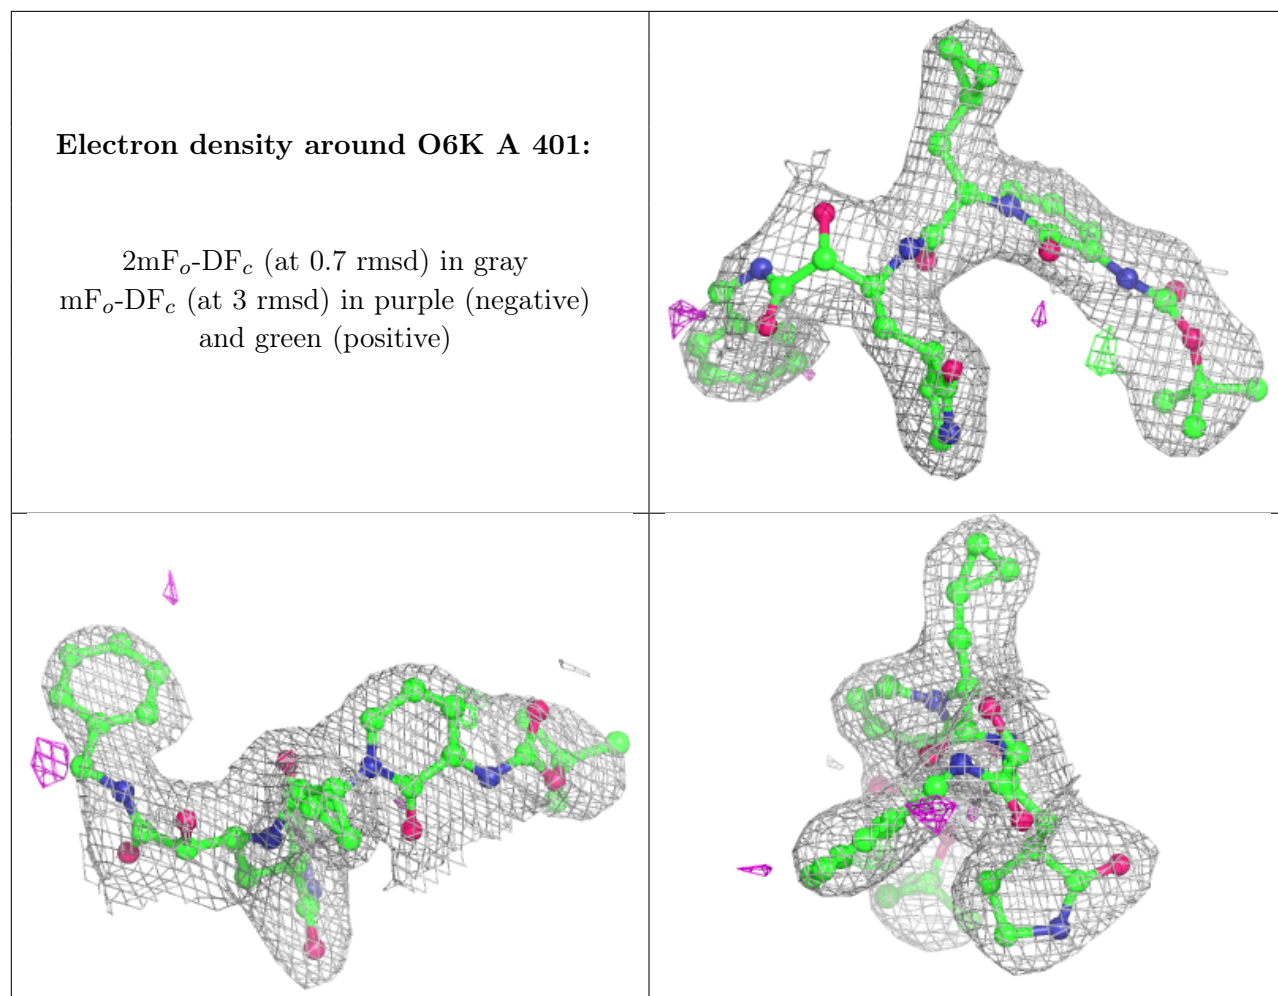 Electron density around O6K A 401:
2mFo-DFc (at 0.7 rmsd) in gray
mFo-DFc (at 3 rmsd) in purple (negative)
and green (positive)